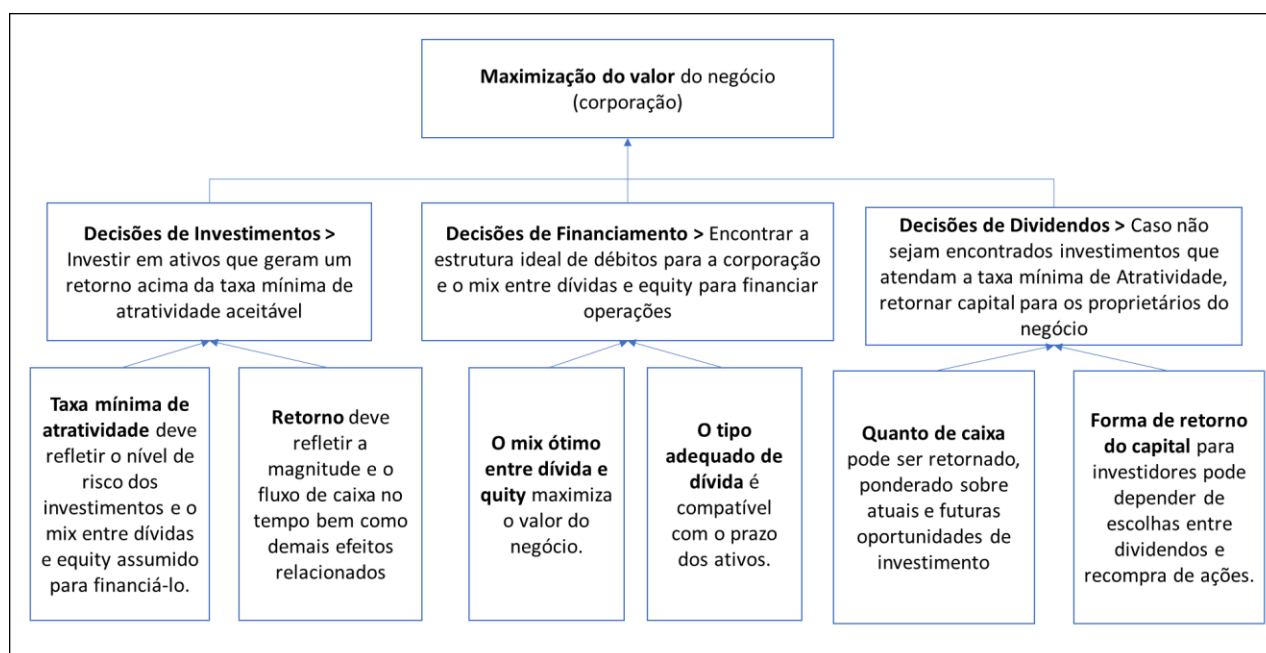 Maximização do valor do negócio
(corporação)
Decisões de Investimentos >
Investir em ativos que geram um
retorno acima da taxa mínima de
atratividade aceitável
Decisões de Financiamento > Encontrar a
estrutura ideal de débitos para a corporação
e o mix entre dívidas e equity para financiar
operações
Decisões de Dividendos > Caso não
sejam encontrados investimentos que
atendam a taxa mínima de Atratividade,
retornar capital para os proprietários do
negócio
Taxa mínima de
atratividade deve
refletir o nível de
risco dos
investimentos e o
mix entre dívidas
e equity assumido
para financiá-lo.
Retorno deve
refletir a
magnitude e o
fluxo de caixa no
tempo bem como
demais efeitos
relacionados
O mix ótimo
entre dívida e
quity maximiza
o valor do
negócio.
O tipo
adequado de
dívida é
compatível
com o prazo
dos ativos.
Quanto de caixa
pode ser retornado,
ponderado sobre
atuais e futuras
oportunidades de
investimento
Forma de retorno
do capital para
investidores pode
depender de
escolhas entre
dividendos e
recompra de ações.